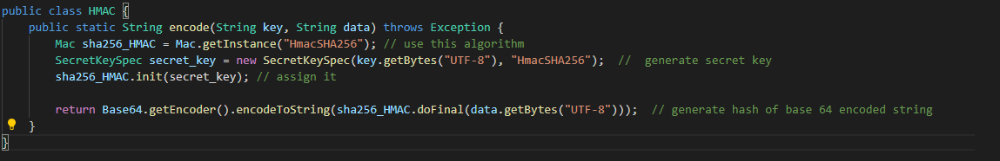 public class HMAC {
    public static String encode(String key, String data) throws Exception {
        Mac sha256_HMAC = Mac.getInstance("HmacSHA256"); // use this algorithm
        SecretKeySpec secret_key = new SecretKeySpec(key.getBytes("UTF-8"), "HmacSHA256");  //  generate secret key
        sha256_HMAC.init(secret_key); // assign it

        return Base64.getEncoder().encodeToString(sha256_HMAC.doFinal(data.getBytes("UTF-8")));  // generate hash of base 64 encoded string
    }
}